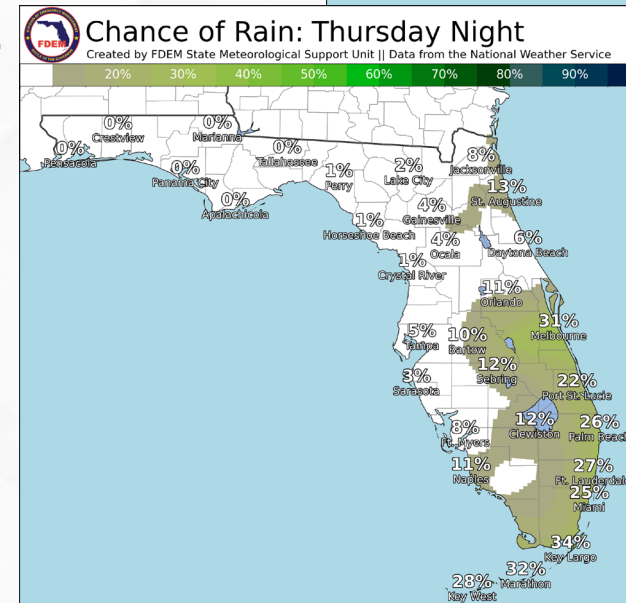 FDEM
Chance of Rain: Thursday Night
Created by FDEM State Meteorological Support Unit || Data from the National Weather Service
20% 30% 40% 50% 60% 70% 80% 90%
0%
Crestview
0%
Marianna
0%
Pensacola
0%
Tallahassee
0%
Panama City
1%
Perry
2%
Lake City
8%
Jacksonville
0%
Apalachicola
13%
St. Augustine
4%
Gainesville
1%
Horseshoe Beach
4%
Ocala
6%
Daytona Beach
1%
Crystal River
11%
Orlando
31%
Melbourne
5%
Tampa
10%
Bartow
12%
Sebring
3%
Sarasota
22%
Port St. Lucie
12%
Clewiston
26%
Palm Beach
8%
Ft. Myers
11%
Naples
27%
Ft. Lauderdal
25%
Miami
34%
Key Largo
32%
Marathon
28%
Key West